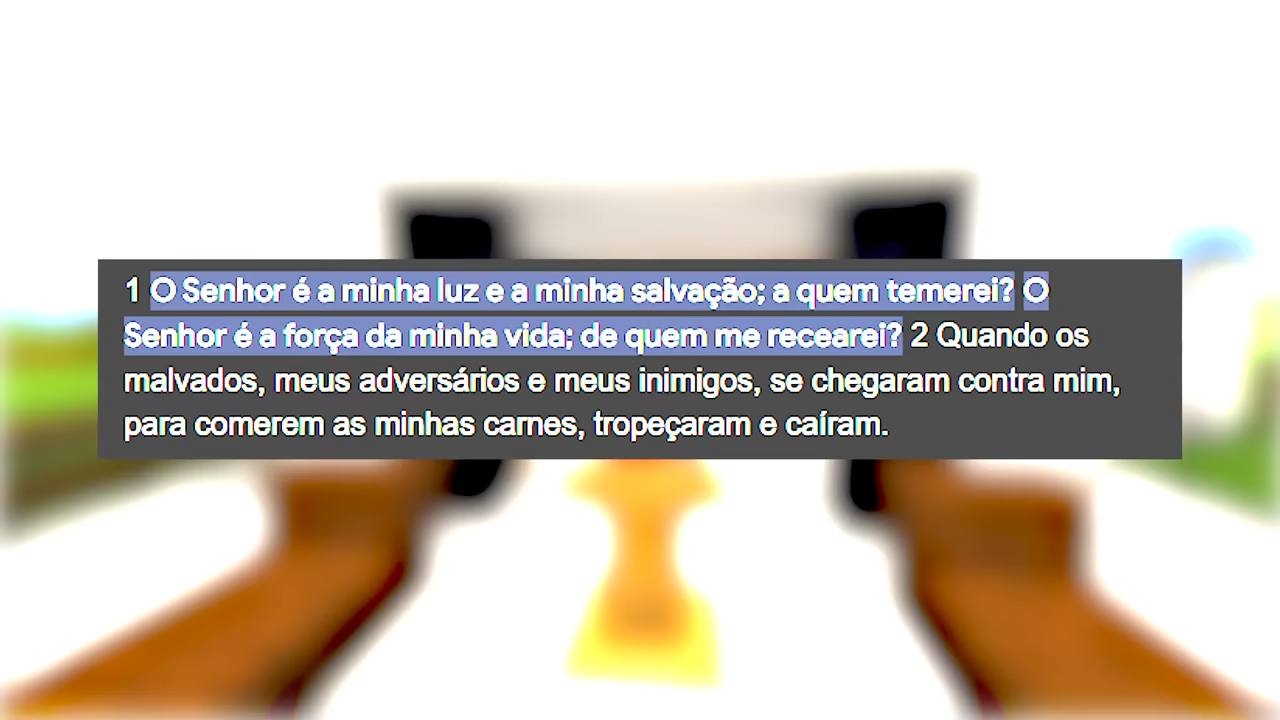 1 O Senhor é a minha luz e a minha salvação; a quem temerei? O
Senhor é a força da minha vida; de quem me recearei? 2 Quando os
malvados, meus adversários e meus inimigos, se chegaram contra mim,
para comerem as minhas carnes, tropeçaram e caíram.